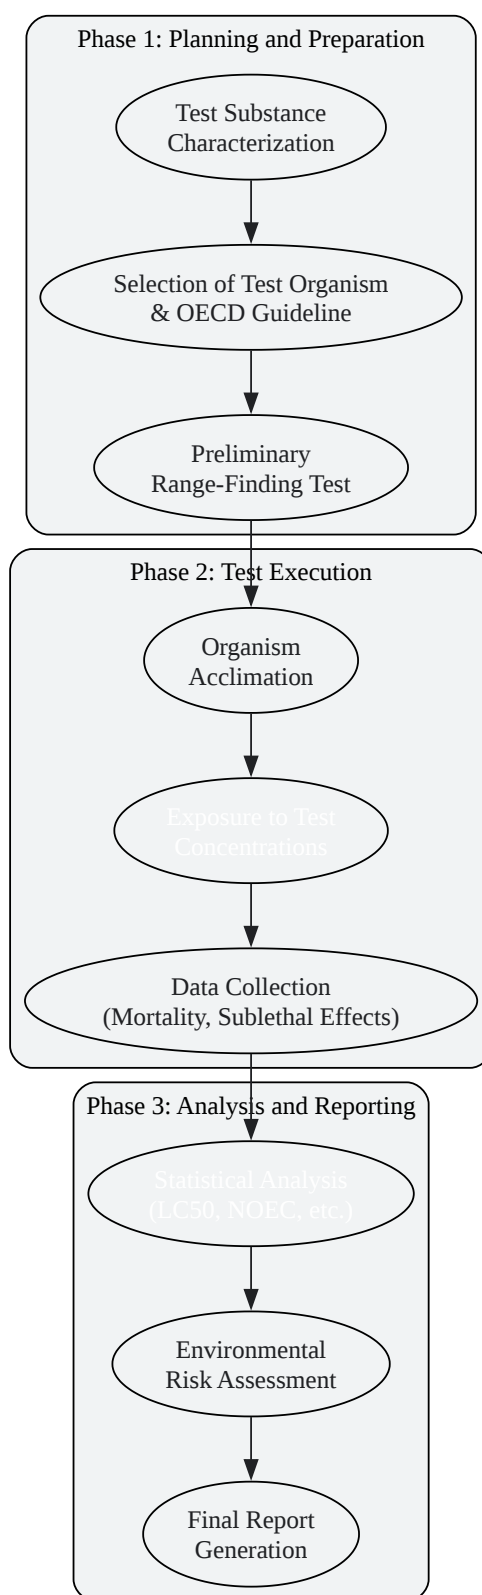 Phase 1: Planning and Preparation
Test Substance
Characterization
Selection of Test Organism
& OECD Guideline
Preliminary
Range-Finding Test
Phase 2: Test Execution
Organism
Acclimation
Exposure to Test
Concentrations
Data Collection
(Mortality, Sublethal Effects)
Phase 3: Analysis and Reporting
Statistical Analysis
(LC50, NOEC, etc.)
Environmental
Risk Assessment
Final Report
Generation